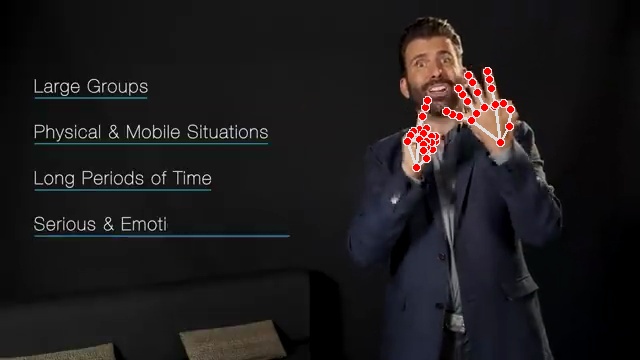 Large Groups
Physical & Mobile Situations
Long Periods of Time
Serious & Emoti